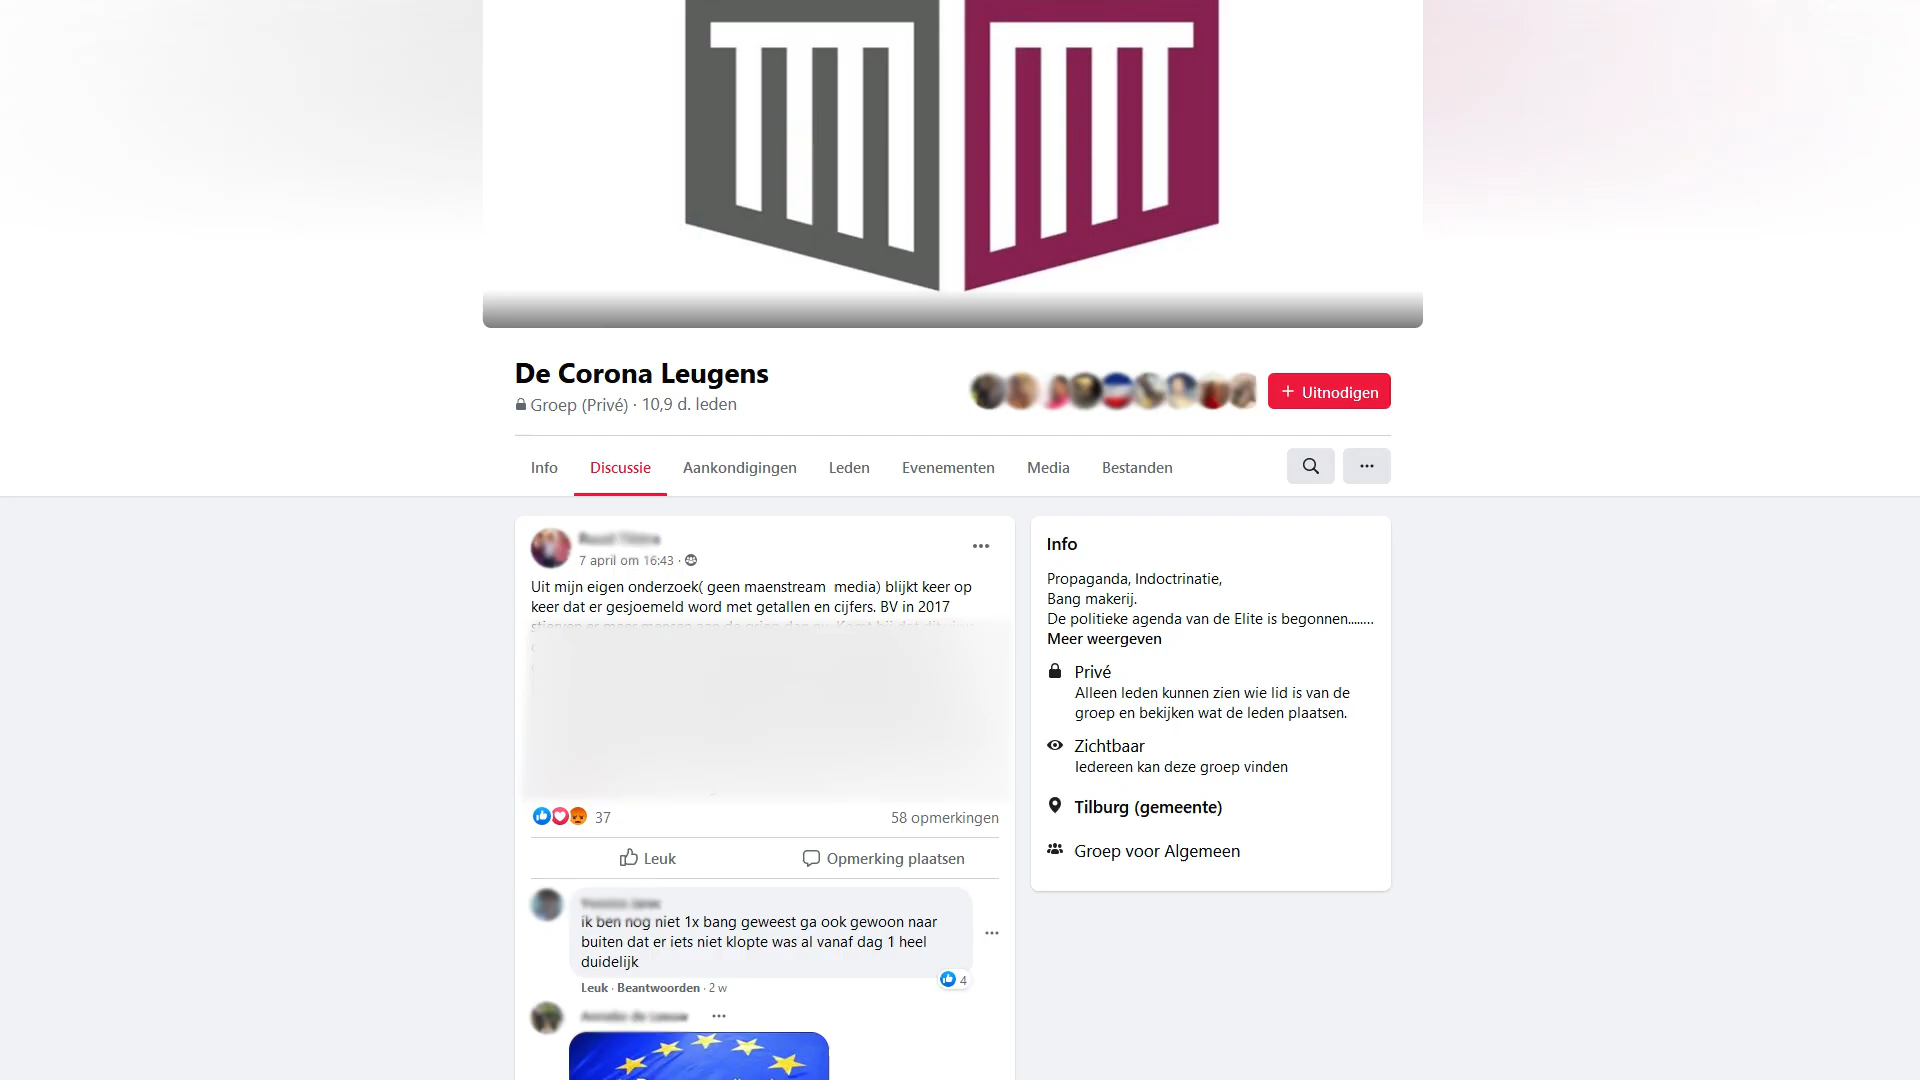 De Corona Leugens
Groep (Privé) · 10,9 d. leden
+ Uitnodigen
Info Discussie Aankondigingen Leden Evenementen Media Bestanden
7 april om 16:43 ·
Uit mijn eigen onderzoek( geen maenstream media) blijkt keer op
keer dat er gesjoemeld word met getallen en cijfers. BV in 2017
37
58 opmerkingen
Leuk
Opmerking plaatsen
ik ben nog niet 1x bang geweest ga ook gewoon naar
buiten dat er iets niet klopte was al vanaf dag 1 heel
duidelijk
4
Leuk · Beantwoorden · 2 w
Info
Propaganda, Indoctrinatie,
Bang makerij.
De politieke agenda van de Elite is begonnen........
Meer weergeven
Privé
Alleen leden kunnen zien wie lid is van de
groep en bekijken wat de leden plaatsen.
Zichtbaar
Iedereen kan deze groep vinden
Tilburg (gemeente)
Groep voor Algemeen